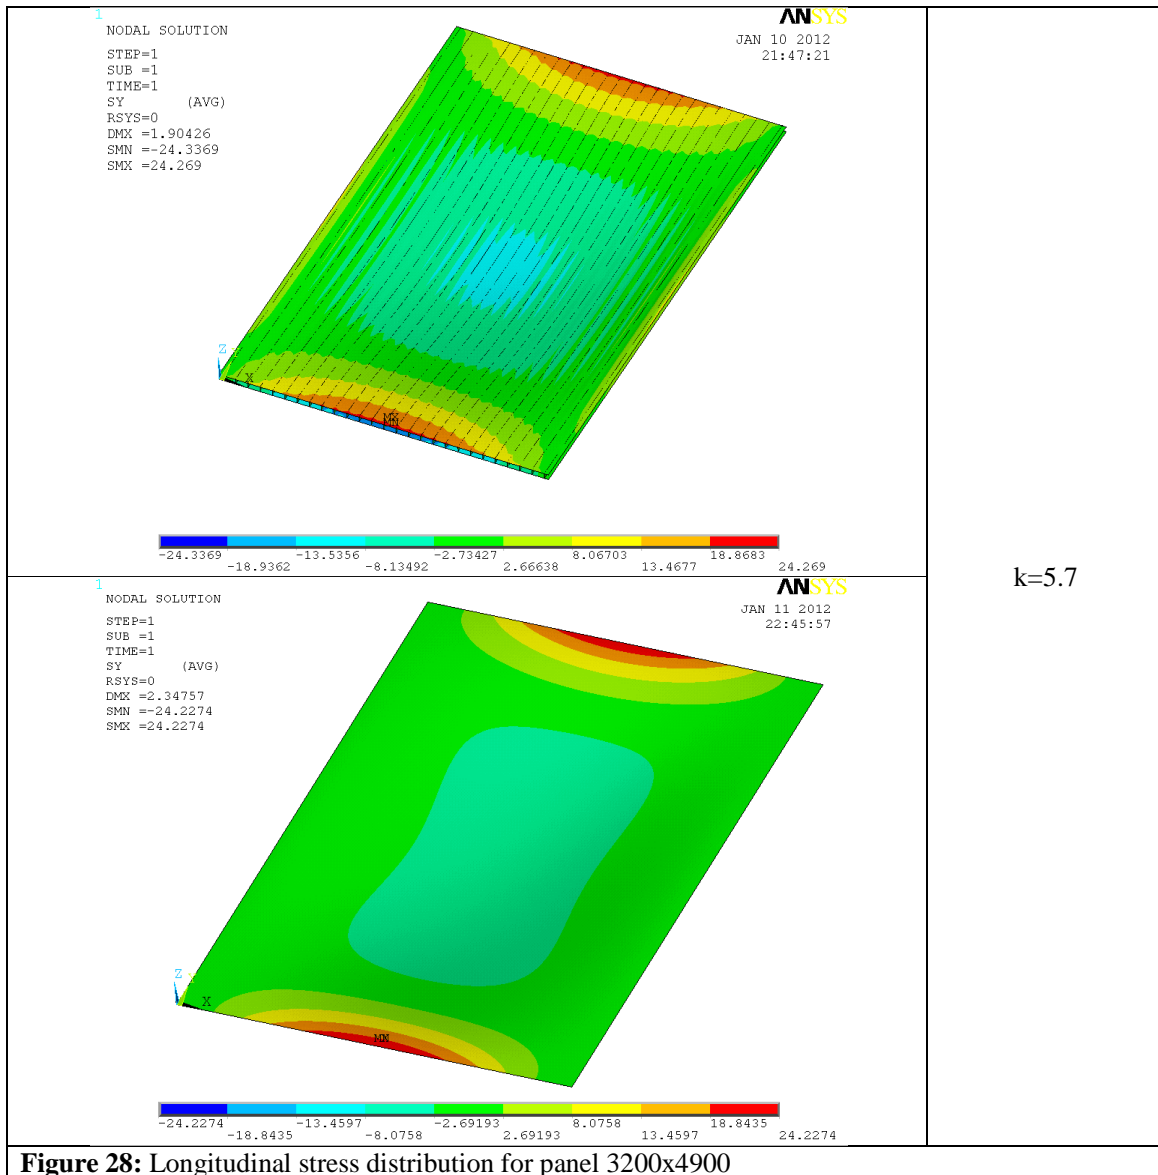 1
NODAL SOLUTION
ANSYS
JAN 10 2012
21:47:21
STEP=1
SUB =1
TIME=1
SY (AVG)
RSYS=0
DMX =1.90426
SMN =-24.3369
SMX =24.269
Z
X
MX
-24.3369 -13.5356 -2.73427 8.06703 18.8683
-18.9362 -8.13492 2.66638 13.4677 24.269
k=5.7
1
NODAL SOLUTION
ANSYS
JAN 11 2012
22:45:57
STEP=1
SUB =1
TIME=1
SY (AVG)
RSYS=0
DMX =2.34757
SMN =-24.2274
SMX =24.2274
Z
X
-24.2274 -13.4597 -2.69193 8.0758 18.8435
-18.8435 -8.0758 2.69193 13.4597 24.2274
Figure 28: Longitudinal stress distribution for panel 3200x4900